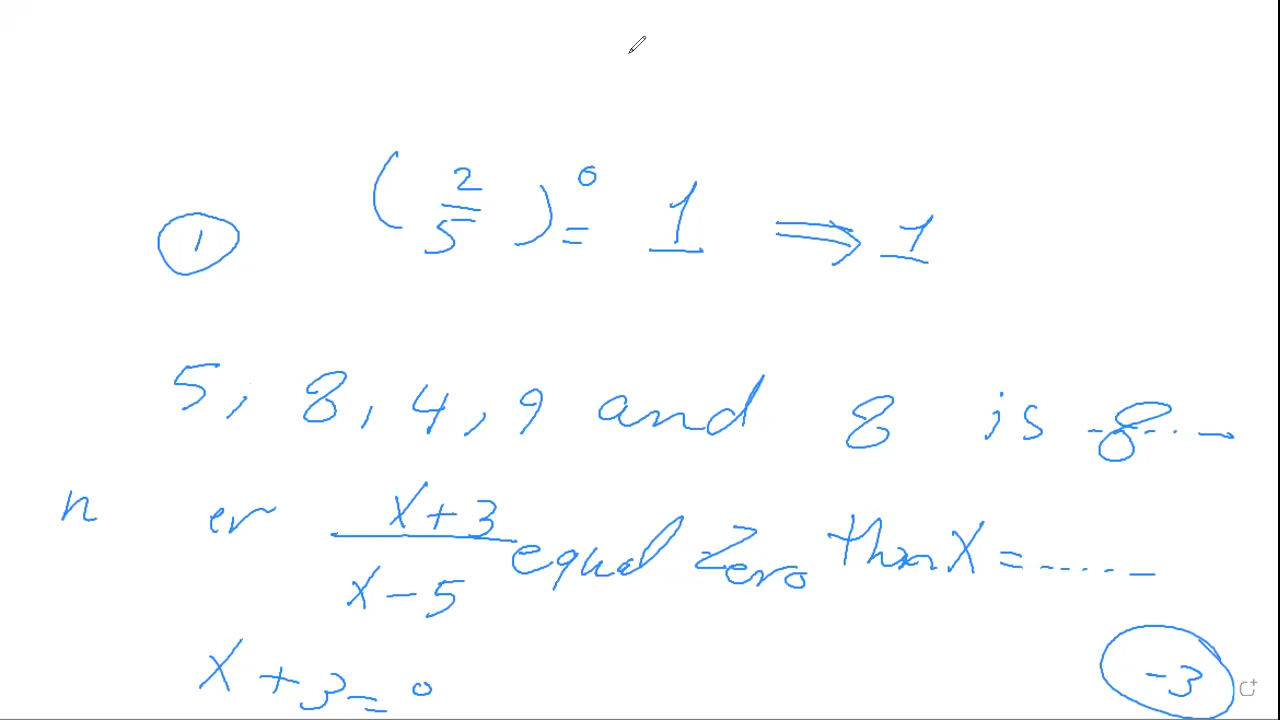 ① (2/5)⁰ = 1 ⇒ 1
5, 8, 4, 9 and 8 is 8
x+3 / x-5 equal Zero then X = ......
x + 3 = 0
-3